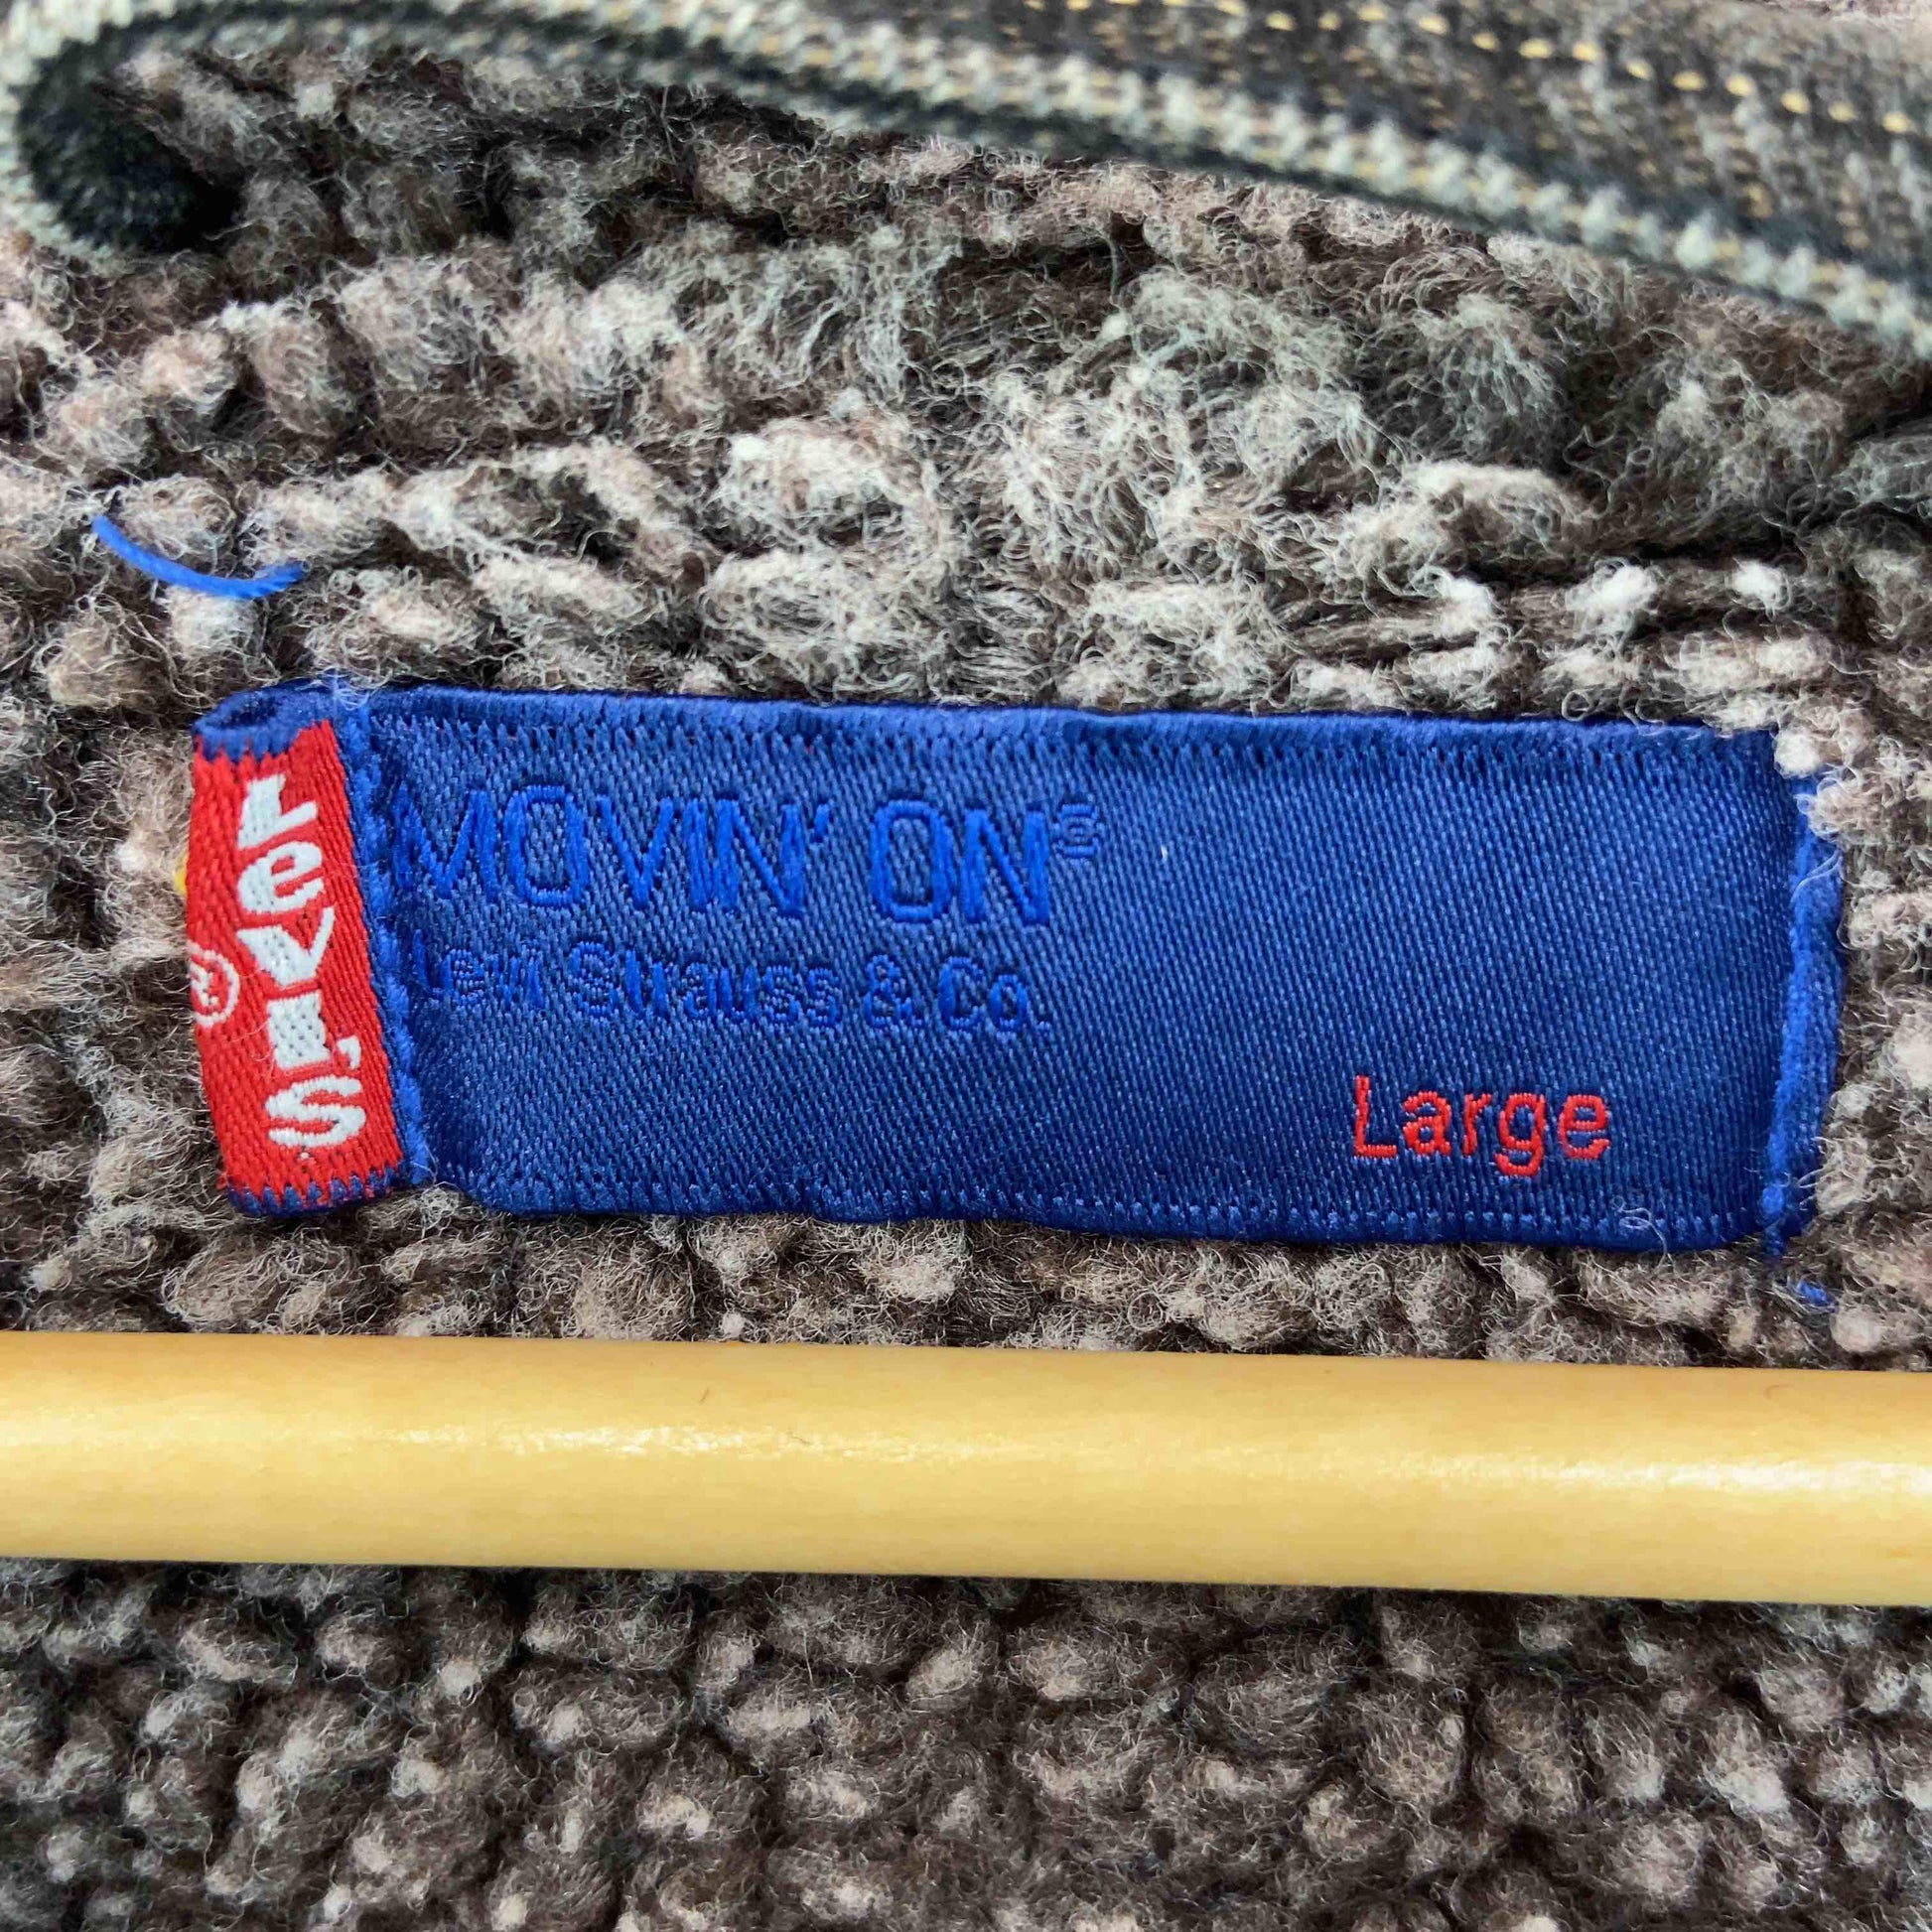 Levi's
®
MOVIN' ON®
Levi Strauss & Co.
Large